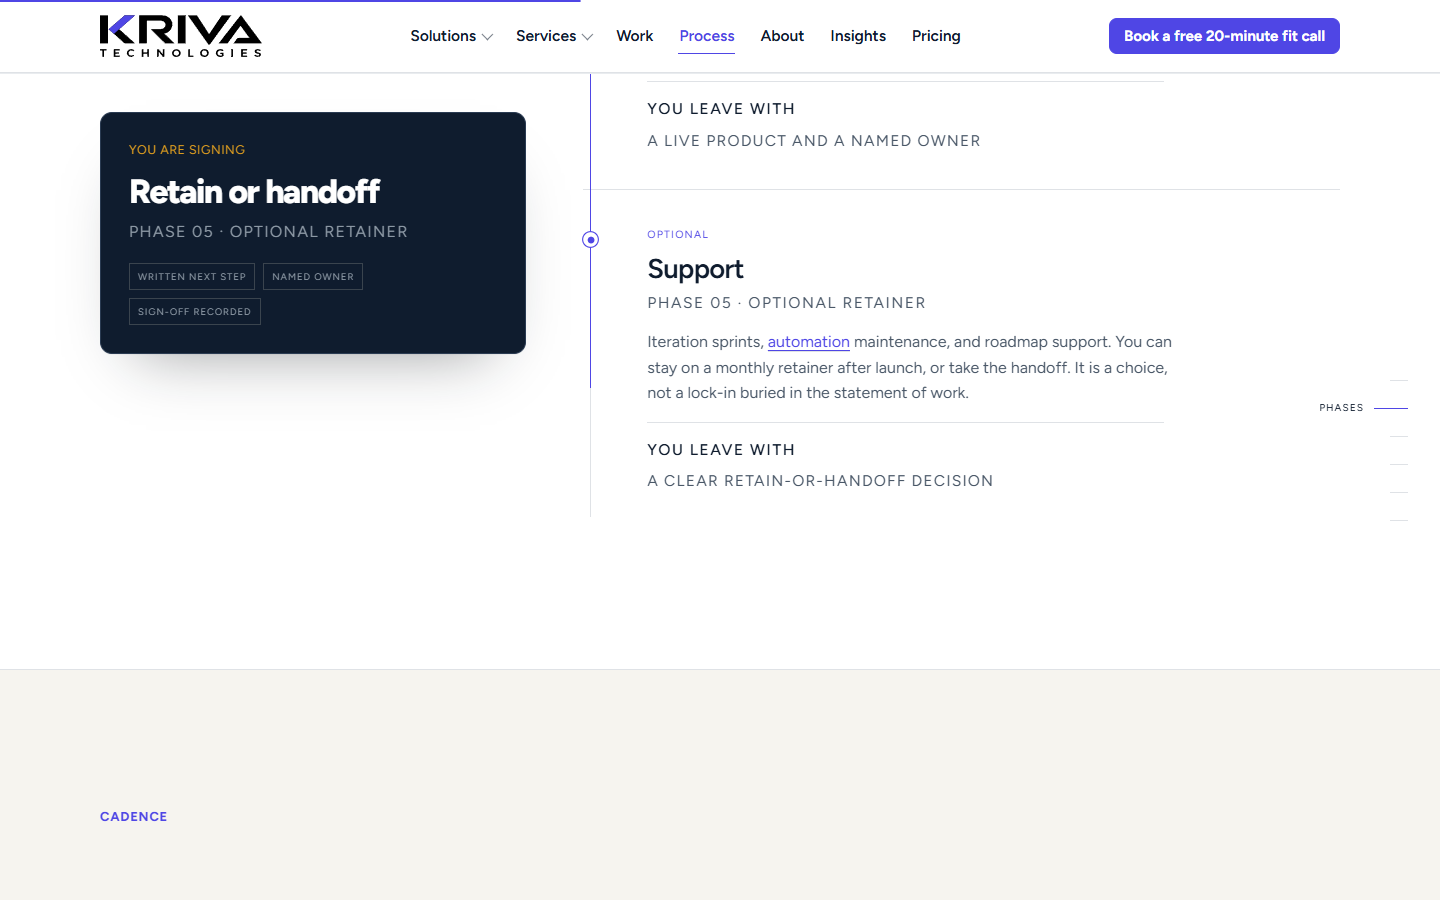 KRIVA
TECHNOLOGIES
Solutions
Services
Work
Process
About
Insights
Pricing
Book a free 20-minute fit call
YOU ARE SIGNING
Retain or handoff
PHASE 05 · OPTIONAL RETAINER
WRITTEN NEXT STEP
NAMED OWNER
SIGN-OFF RECORDED
YOU LEAVE WITH
A LIVE PRODUCT AND A NAMED OWNER
OPTIONAL
Support
PHASE 05 · OPTIONAL RETAINER
Iteration sprints, automation maintenance, and roadmap support. You can
stay on a monthly retainer after launch, or take the handoff. It is a choice,
not a lock-in buried in the statement of work.
YOU LEAVE WITH
A CLEAR RETAIN-OR-HANDOFF DECISION
PHASES
CADENCE